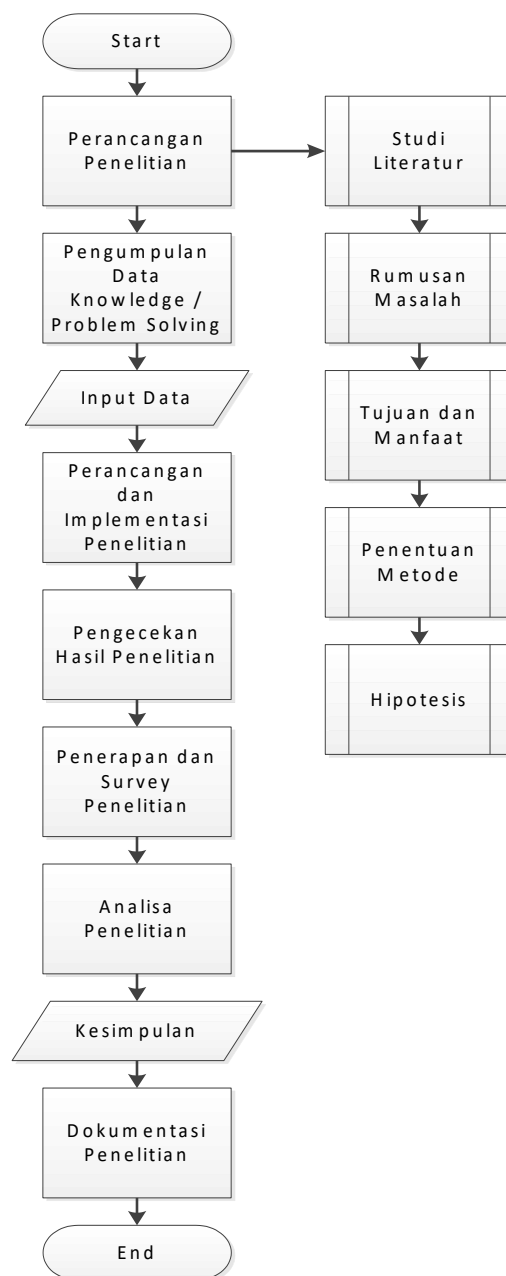 Start
Perancangan
Penelitian
Pengumpulan
Data
Knowledge /
Problem Solving
Input Data
Perancangan
dan
Implementasi
Penelitian
Pengecekan
Hasil Penelitian
Penerapan dan
Survey
Penelitian
Analisa
Penelitian
Kesimpulan
Dokumentasi
Penelitian
End
Studi
Literatur
Rumusan
Masalah
Tujuan dan
Manfaat
Penentuan
Metode
Hipotesis